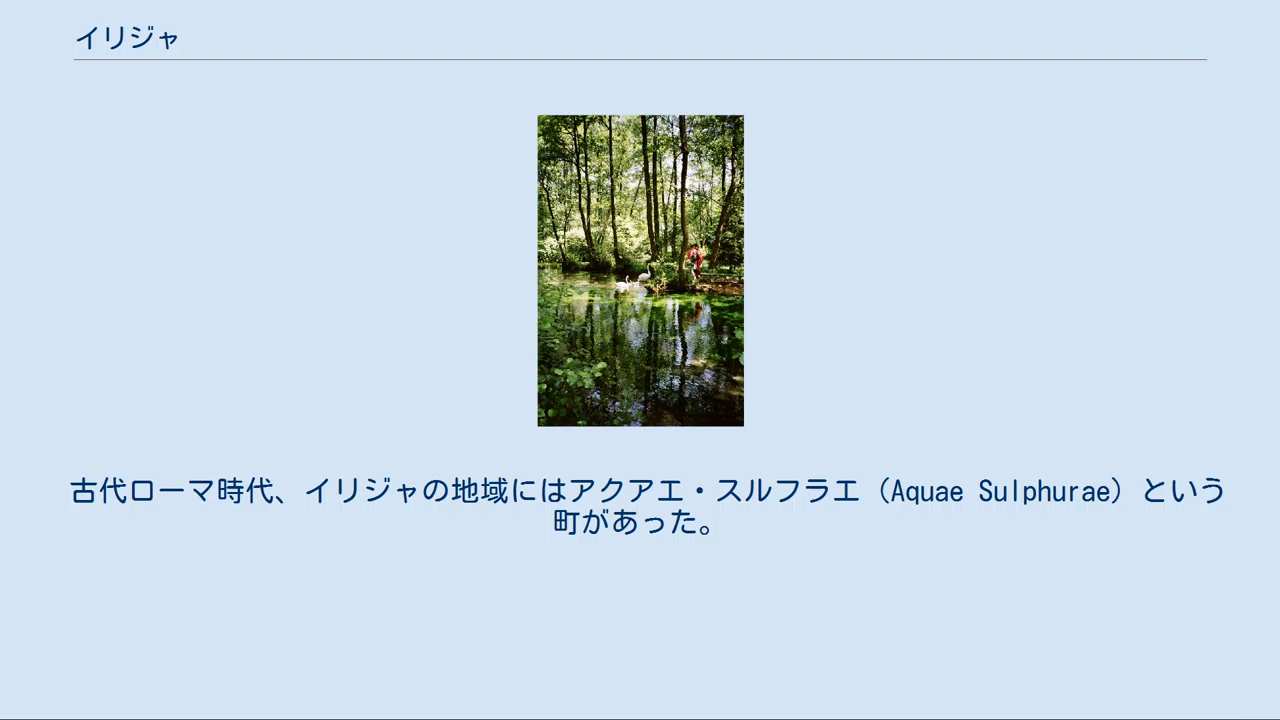 イリジャ
古代ローマ時代、イリジャの地域にはアクアエ・スルフラエ（Aquae Sulphurae）という
町があった。